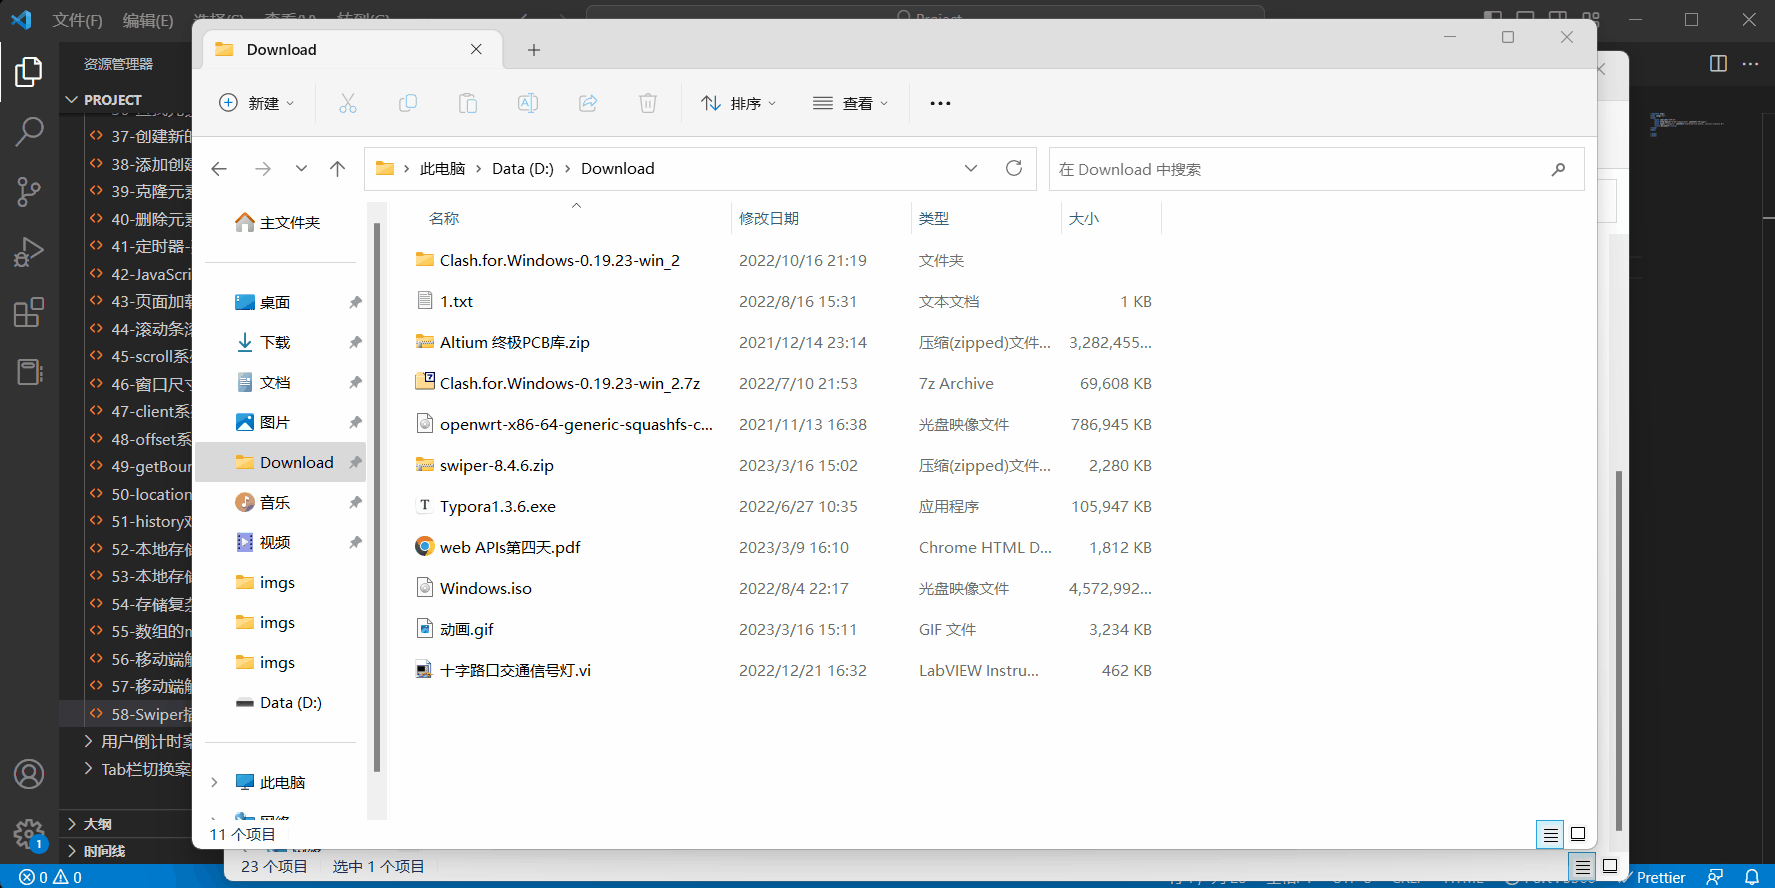 文件(F) 编辑(E) 选择(S) 查看(V) 转到(G)
Project
Download
资源管理器
PROJECT
新建
排序
查看
此电脑 Data (D:) Download
在 Download 中搜索
37-创建新的
38-添加创建
39-克隆元素
40-删除元素
41-定时器-
42-JavaScri
43-页面加载
44-滚动条滚
45-scroll系
46-窗口尺寸
47-client系
48-offset系
49-getBour
50-location
51-history对
52-本地存储
53-本地存储
54-存储复杂
55-数组的m
56-移动端触
57-移动端触
58-Swiper插
用户倒计时案
Tab栏切换案
大纲
时间线
主文件夹
桌面
下载
文档
图片
Download
音乐
视频
imgs
imgs
imgs
Data (D:)
此电脑
网络
名称 修改日期 类型 大小
Clash.for.Windows-0.19.23-win_2 2022/10/16 21:19 文件夹
1.txt 2022/8/16 15:31 文本文档 1 KB
Altium 终极PCB库.zip 2021/12/14 23:14 压缩(zipped)文件... 3,282,455...
Clash.for.Windows-0.19.23-win_2.7z 2022/7/10 21:53 7z Archive 69,608 KB
openwrt-x86-64-generic-squashfs-c... 2021/11/13 16:38 光盘映像文件 786,945 KB
swiper-8.4.6.zip 2023/3/16 15:02 压缩(zipped)文件... 2,280 KB
Typora1.3.6.exe 2022/6/27 10:35 应用程序 105,947 KB
web APIs第四天.pdf 2023/3/9 16:10 Chrome HTML D... 1,812 KB
Windows.iso 2022/8/4 22:17 光盘映像文件 4,572,992...
动画.gif 2023/3/16 15:11 GIF 文件 3,234 KB
十字路口交通信号灯.vi 2022/12/21 16:32 LabVIEW Instru... 462 KB
11 个项目
23 个项目 选中 1 个项目
1
0 0
Prettier